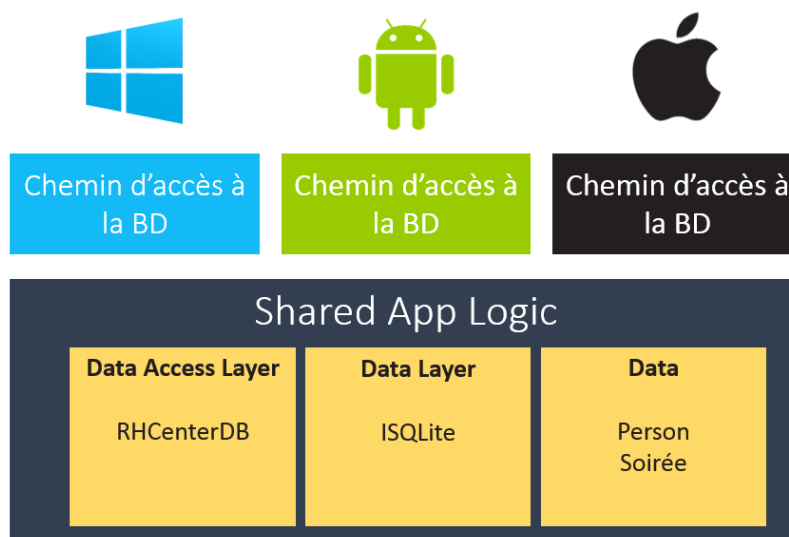 Chemin d'accès à
la BD
Chemin d'accès à
la BD
Chemin d'accès à
la BD
Shared App Logic
Data Access Layer
RHCenterDB
Data Layer
ISQLite
Data
Person
Soirée